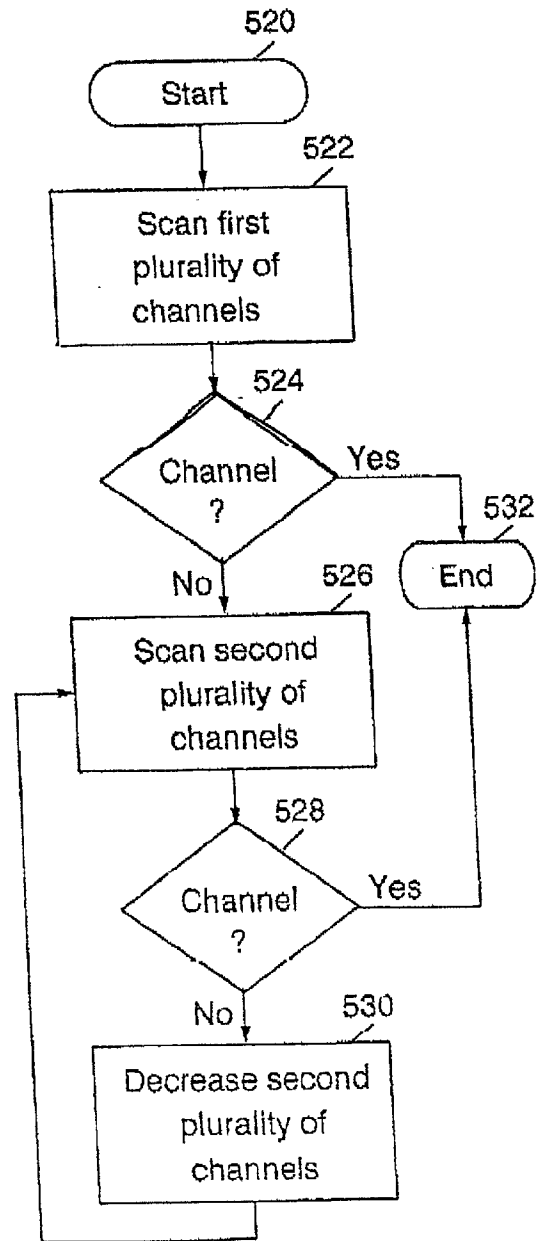 520
Start
522
Scan first
plurality of
channels
524
Channel
?
Yes
532
End
No
526
Scan second
plurality of
channels
528
Channel
?
Yes
No
530
Decrease second
plurality of
channels